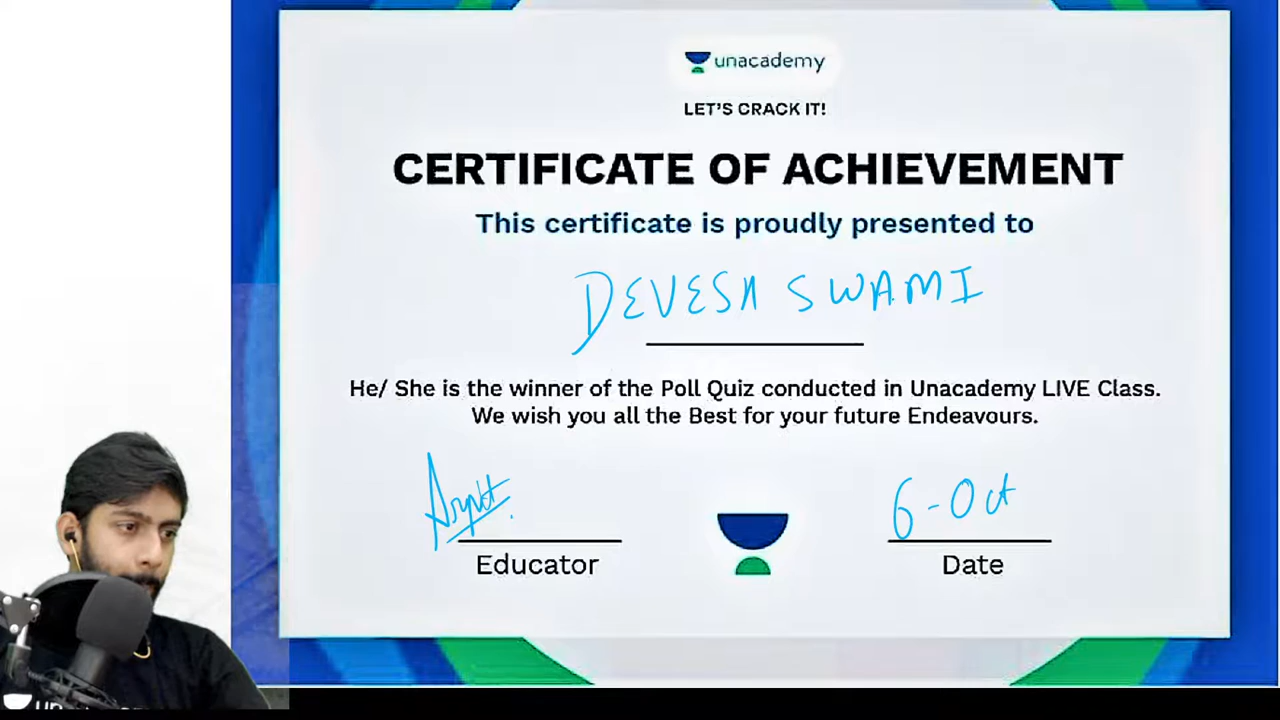 unacademy
LET'S CRACK IT!
CERTIFICATE OF ACHIEVEMENT
This certificate is proudly presented to
DEVESH SWAMI
He/ She is the winner of the Poll Quiz conducted in Unacademy LIVE Class.
We wish you all the Best for your future Endeavours.
6-Oct
Educator
Date